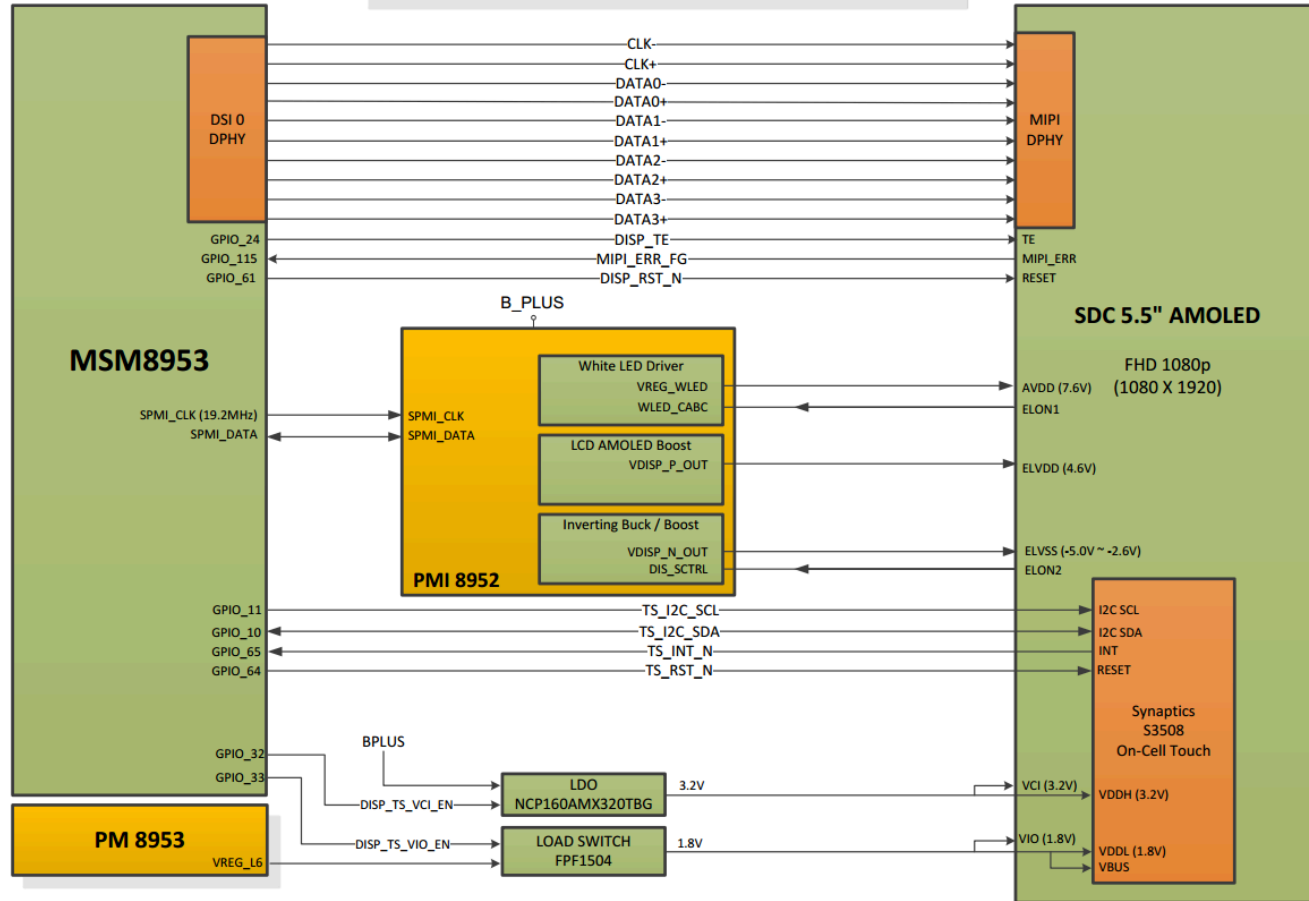 CLK-
CLK+
DATA0-
DATA0+
DSI 0
DPHY
DATA1-
DATA1+
DATA2-
DATA2+
DATA3-
DATA3+
MIPI
DPHY
GPIO_24
DISP_TE
TE
GPIO_115
MIPI_ERR_FG
MIPI_ERR
GPIO_61
DISP_RST_N
RESET
B_PLUS
MSM8953
SDC 5.5" AMOLED
FHD 1080p
(1080 X 1920)
White LED Driver
VREG_WLED
AVDD (7.6V)
WLED_CABC
ELON1
SPMI_CLK (19.2MHz)
SPMI_CLK
SPMI_DATA
SPMI_DATA
LCD AMOLED Boost
VDISP_P_OUT
ELVDD (4.6V)
Inverting Buck / Boost
VDISP_N_OUT
ELVSS (-5.0V ~ -2.6V)
DIS_SCTRL
ELON2
PMI 8952
GPIO_11
TS_I2C_SCL
I2C SCL
GPIO_10
TS_I2C_SDA
I2C SDA
GPIO_65
TS_INT_N
INT
GPIO_64
TS_RST_N
RESET
Synaptics
S3508
On-Cell Touch
GPIO_32
GPIO_33
BPLUS
DISP_TS_VCI_EN
LDO
NCP160AMX320TBG
3.2V
VCI (3.2V)
VDDH (3.2V)
PM 8953
VREG_L6
DISP_TS_VIO_EN
LOAD SWITCH
FPF1504
1.8V
VIO (1.8V)
VDDL (1.8V)
VBUS